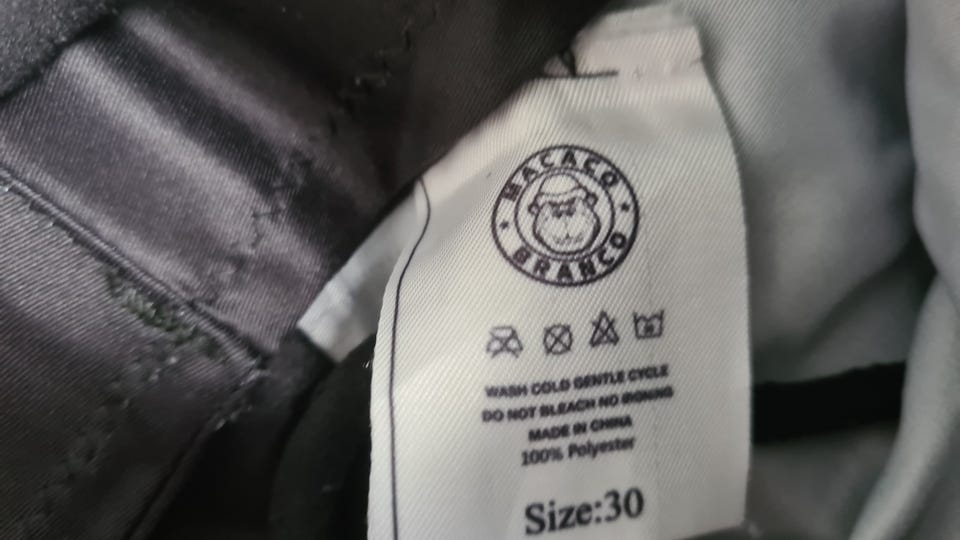 MACACO
BRANCO
WASH COLD GENTLE CYCLE
DO NOT BLEACH NO IRONING
MADE IN CHINA
100% Polyester
Size:30